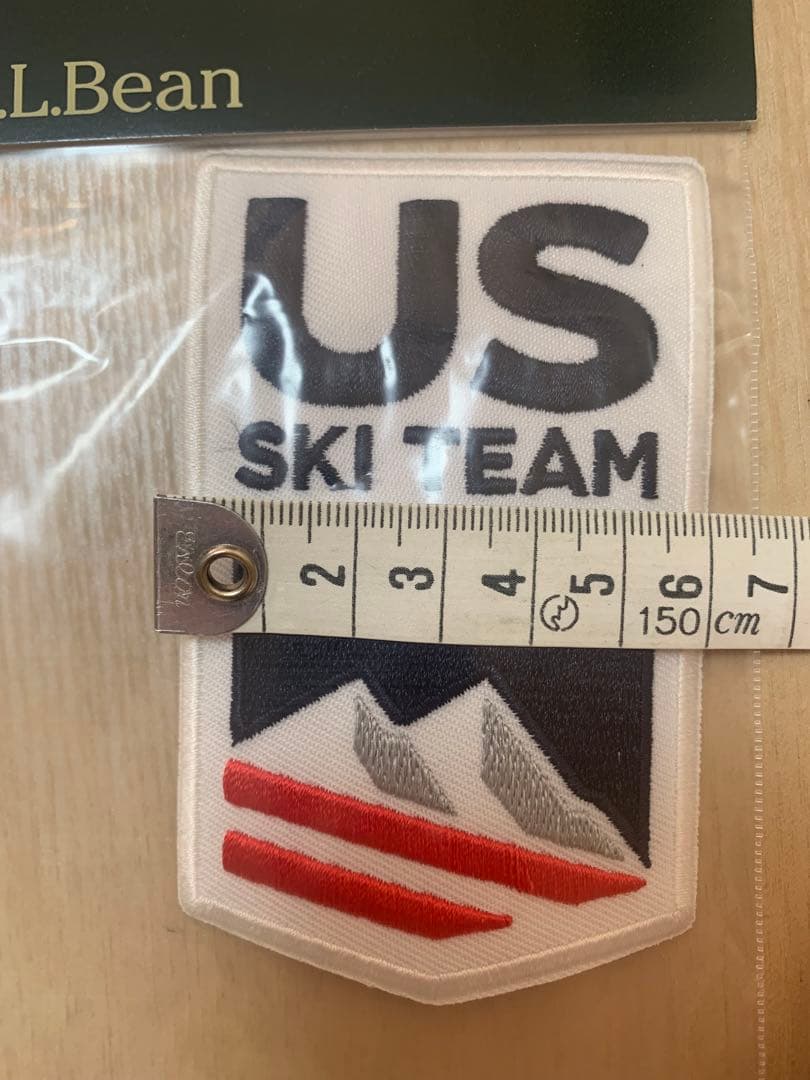 .L.Bean
US
SKI TEAM
2 3 4 5 6 7
150 cm